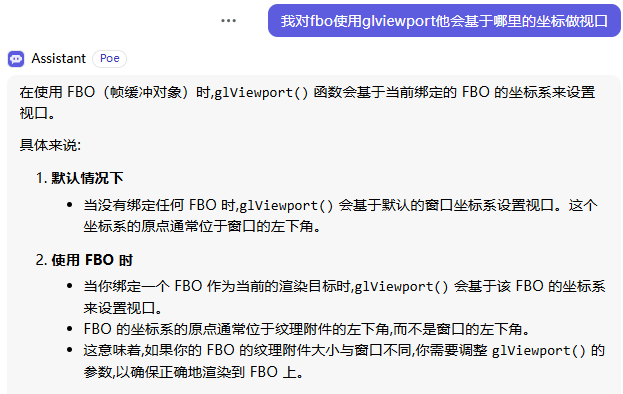 我对fbo使用glviewport他会基于哪里的坐标做视口
Assistant Poe
在使用 FBO（帧缓冲对象）时,glViewport() 函数会基于当前绑定的 FBO 的坐标系来设置
视口。
具体来说:
1. 默认情况下
• 当没有绑定任何 FBO 时,glViewport() 会基于默认的窗口坐标系设置视口。这个
坐标系的原点通常位于窗口的左下角。
2. 使用 FBO 时
• 当你绑定一个 FBO 作为当前的渲染目标时,glViewport() 会基于该 FBO 的坐标系
来设置视口。
• FBO 的坐标系的原点通常位于纹理附件的左下角,而不是窗口的左下角。
• 这意味着,如果你的 FBO 的纹理附件大小与窗口不同,你需要调整 glViewport() 的
参数,以确保正确地渲染到 FBO 上。